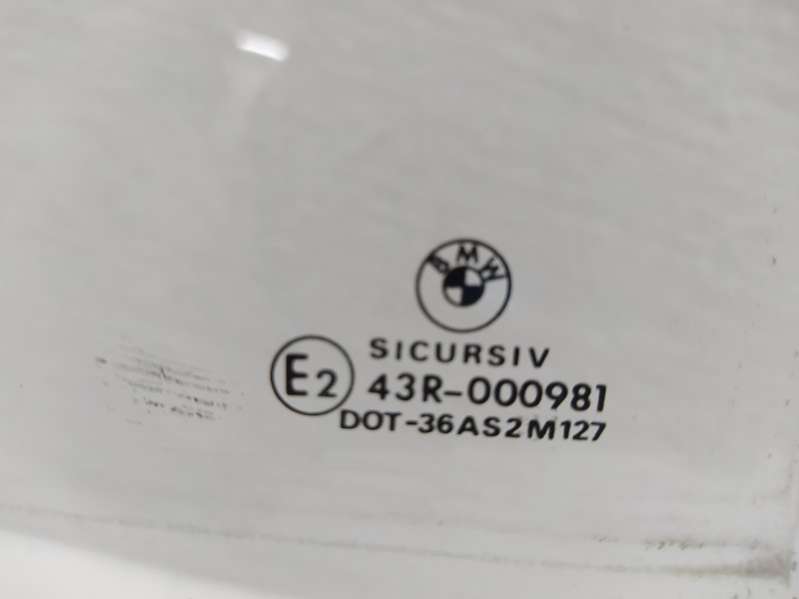 BMW
SICURSIV
E2
43R-000981
DOT-36AS2M127